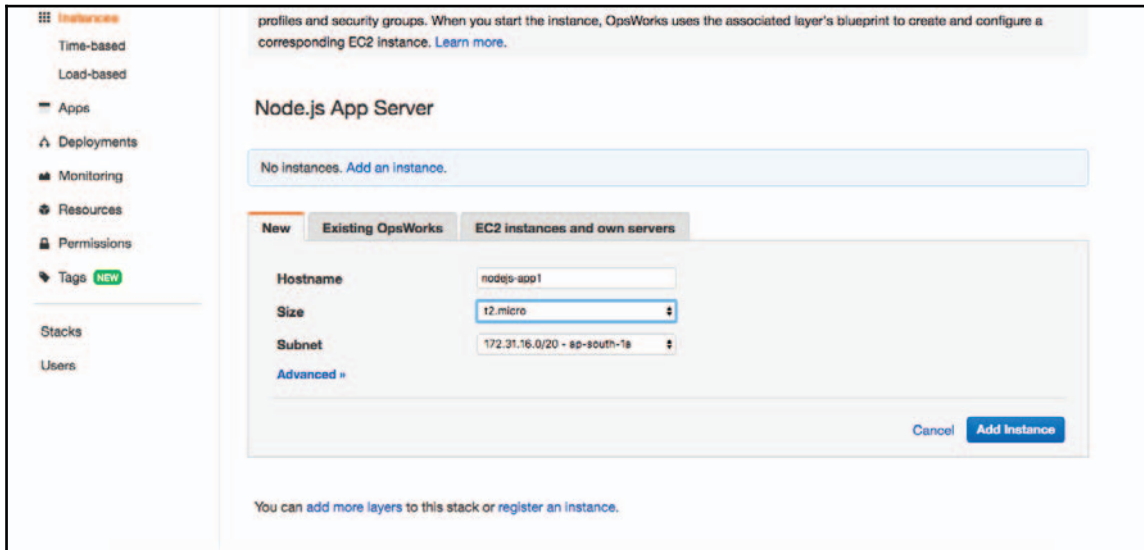 Instances
Time-based
Load-based
Apps
Deployments
Monitoring
Resources
Permissions
Tags NEW
Stacks
Users
profiles and security groups. When you start the instance, OpsWorks uses the associated layer's blueprint to create and configure a
corresponding EC2 instance. Learn more.
Node.js App Server
No instances. Add an instance.
New Existing OpsWorks EC2 instances and own servers
Hostname nodejs-app1
Size t2.micro
Subnet 172.31.16.0/20 - ap-south-1a
Advanced »
Cancel Add Instance
You can add more layers to this stack or register an instance.